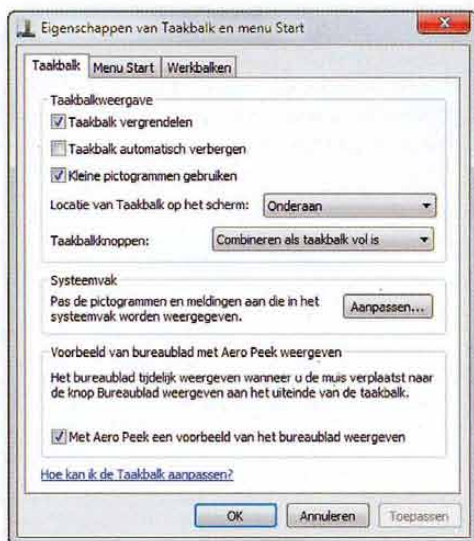 Eigenschappen van Taakbalk en menu Start
Taakbalk Menu Start Werkbalken
Taakbalkweergave
Taakbalk vergrendelen
Taakbalk automatisch verbergen
Kleine pictogrammen gebruiken
Locatie van Taakbalk op het scherm: Onderaan
Taakbalkknoppen: Combineren als taakbalk vol is
Systeemvak
Pas de pictogrammen en meldingen aan die in het
systeemvak worden weergegeven.
Aanpassen...
Voorbeeld van bureaublad met Aero Peek weergeven
Het bureaublad tijdelijk weergeven wanneer u de muis verplaatst naar
de knop Bureaublad weergeven aan het uiteinde van de taakbalk.
Met Aero Peek een voorbeeld van het bureaublad weergeven
Hoe kan ik de Taakbalk aanpassen?
OK Annuleren Toepassen